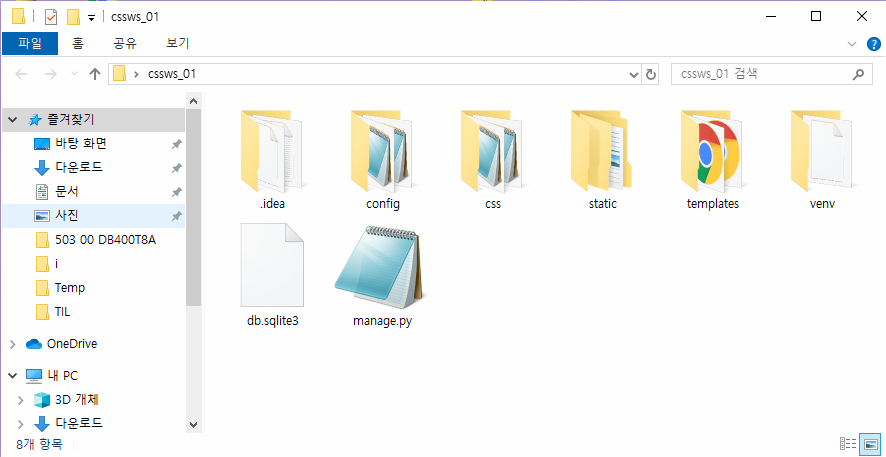 cssws_01
파일 홈 공유 보기
cssws_01
cssws_01 검색
즐겨찾기
바탕 화면
다운로드
문서
사진
503 00 DB400T8A
i
Temp
TIL
OneDrive
내 PC
3D 개체
다운로드
.idea config css static templates venv
db.sqlite3 manage.py
8개 항목